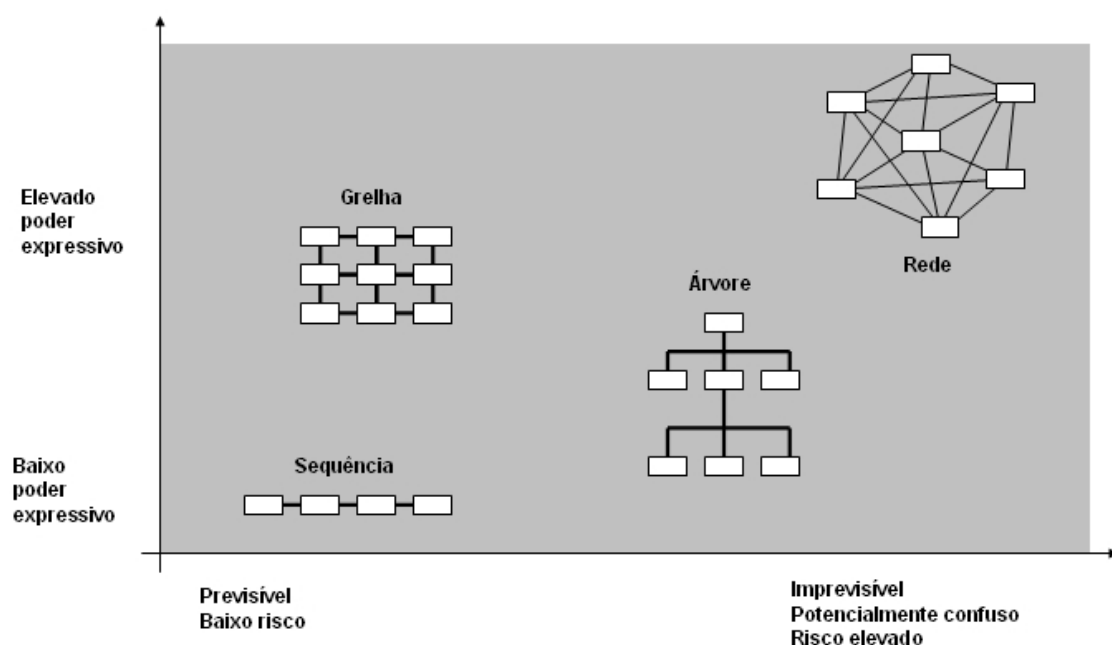 Elevado
poder
expressivo
Grelha
Rede
Árvore
Baixo
poder
expressivo
Sequência
Previsível
Baixo risco
Imprevisível
Potencialmente confuso
Risco elevado